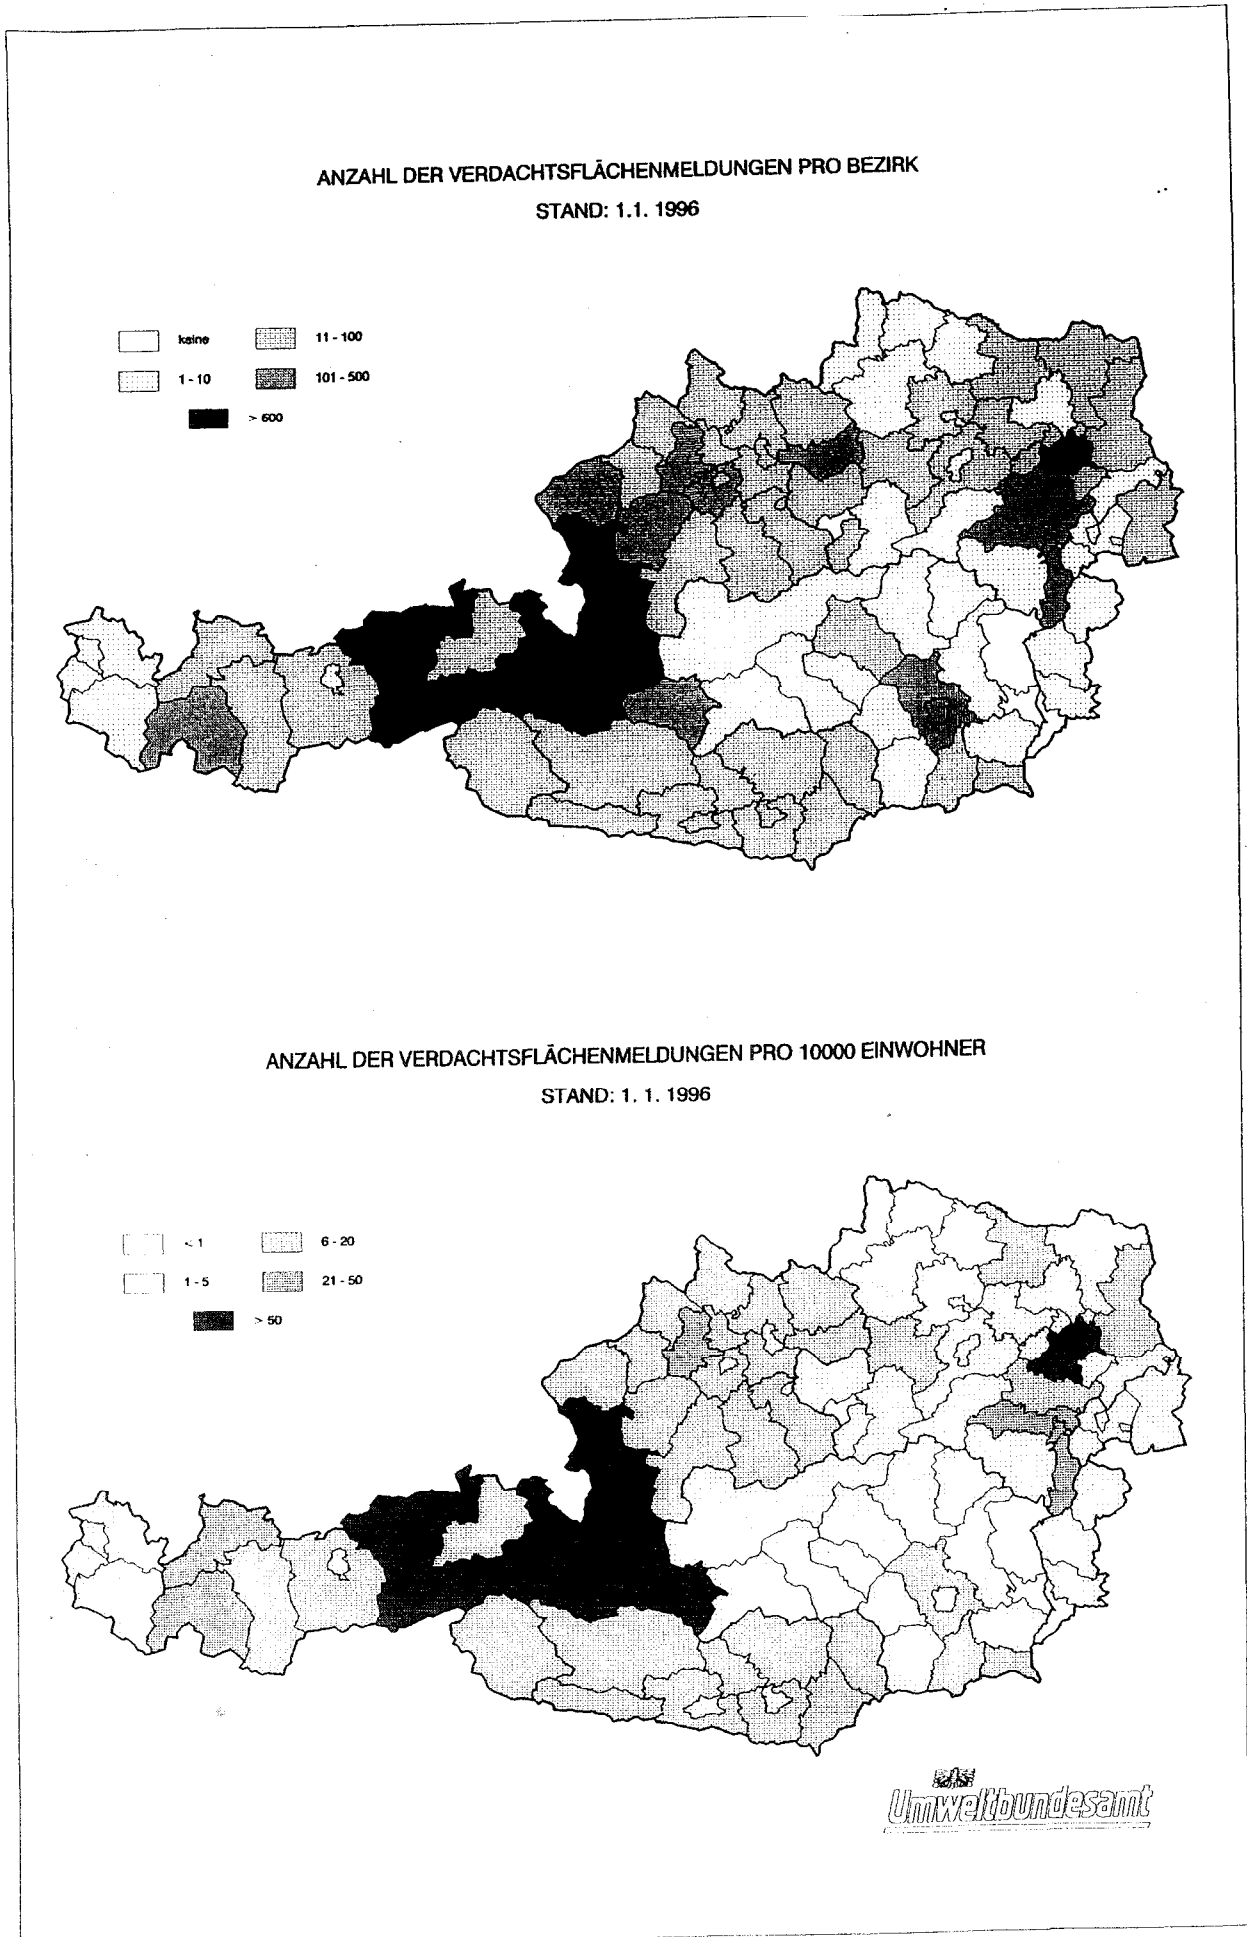 ANZAHL DER VERDACHTSFLÄCHENMELDUNGEN PRO BEZIRK
STAND: 1.1. 1996
keine
11 - 100
1 - 10
101 - 500
> 500
ANZAHL DER VERDACHTSFLÄCHENMELDUNGEN PRO 10000 EINWOHNER
STAND: 1. 1. 1996
< 1
6 - 20
1 - 5
21 - 50
> 50
Umweltbundesamt